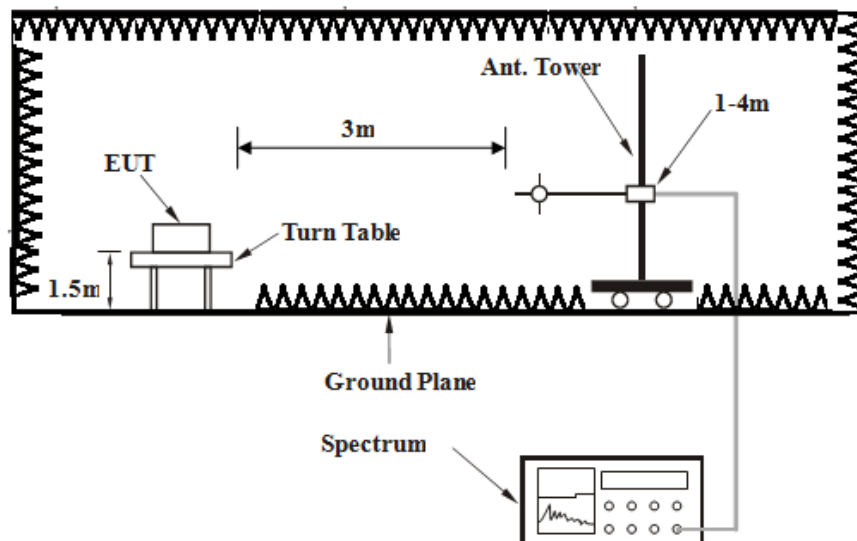 Ant. Tower
1-4m
3m
EUT
Turn Table
1.5m
Ground Plane
Spectrum